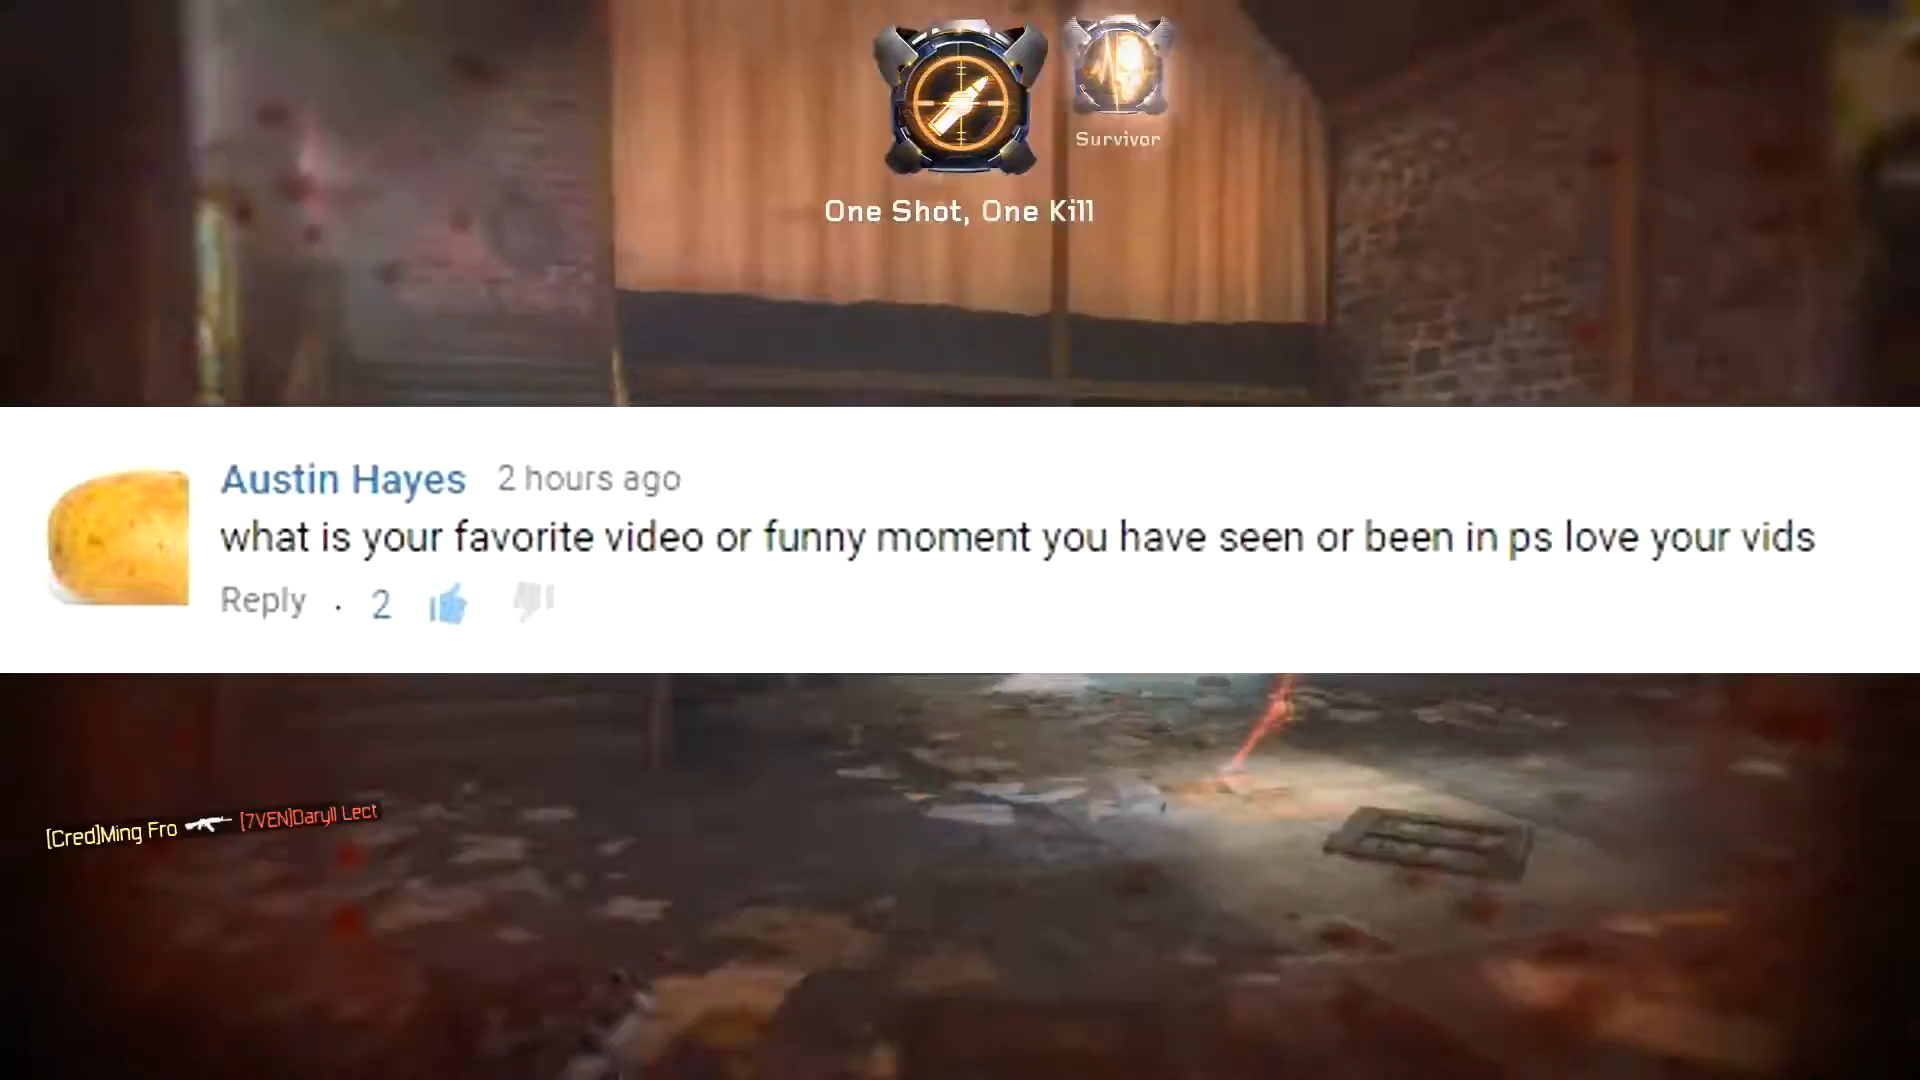 Survivor
One Shot, One Kill
Austin Hayes 2 hours ago
what is your favorite video or funny moment you have seen or been in ps love your vids
Reply . 2
[Cred]Ming Fro [7VEN]Daryll Lect